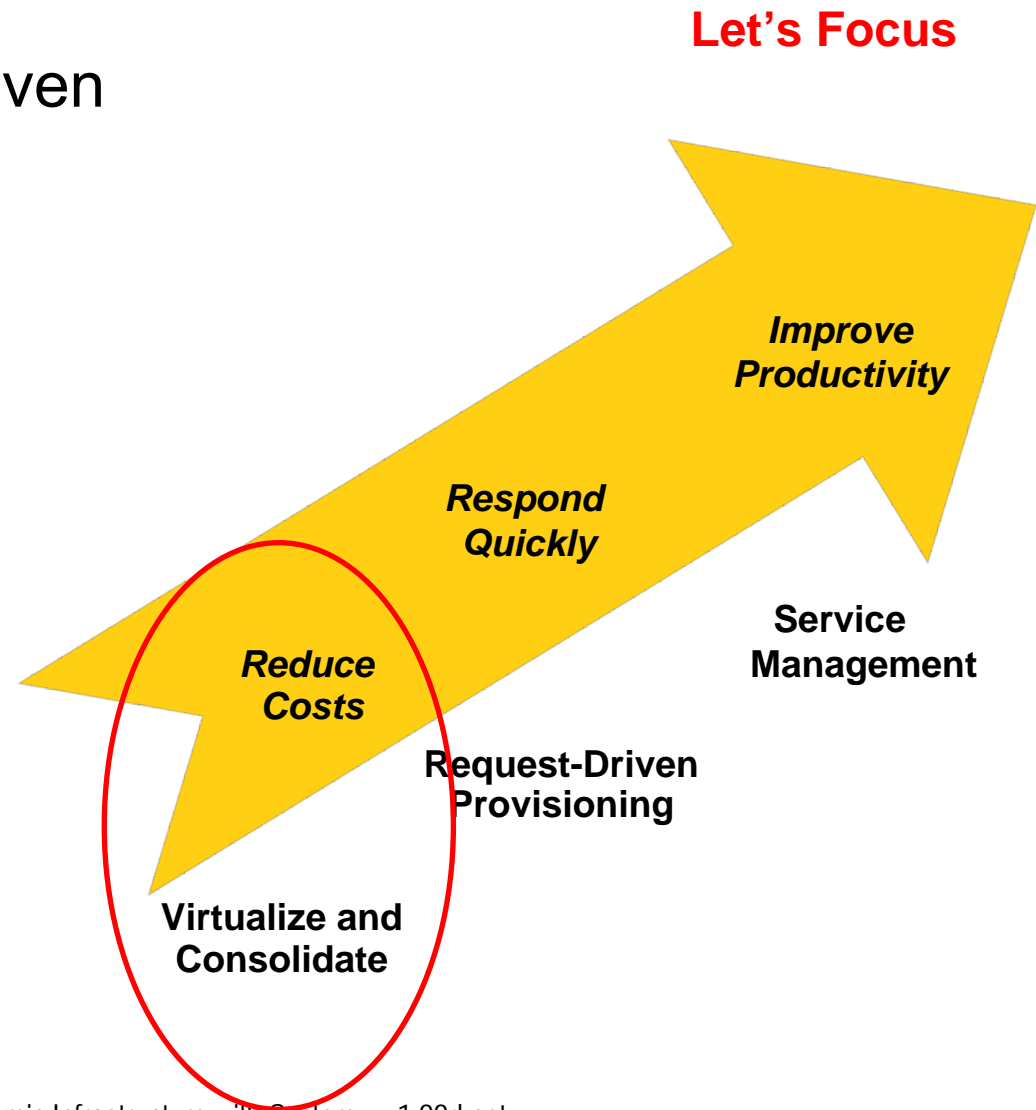 Let's Focus
ven
Improve
Productivity
Respond
Quickly
Reduce
Costs
Service
Management
Request-Driven
Provisioning
Virtualize and
Consolidate